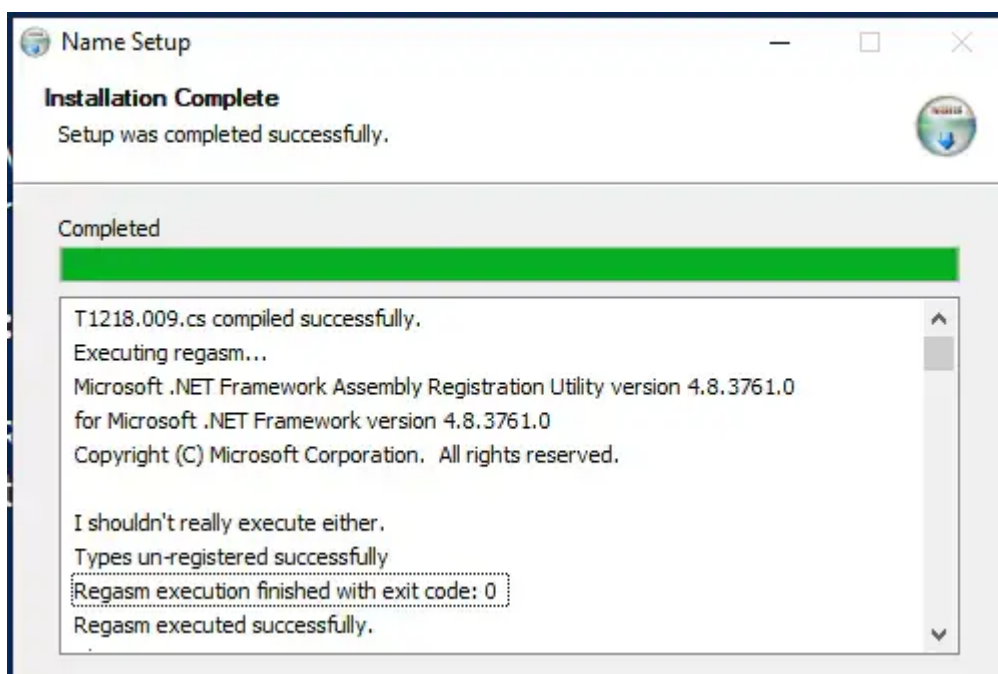 Name Setup
Installation Complete
Setup was completed successfully.
Completed
T1218.009.cs compiled successfully.
Executing regasm...
Microsoft .NET Framework Assembly Registration Utility version 4.8.3761.0
for Microsoft .NET Framework version 4.8.3761.0
Copyright (C) Microsoft Corporation.  All rights reserved.
I shouldn't really execute either.
Types un-registered successfully
Regasm execution finished with exit code: 0
Regasm executed successfully.